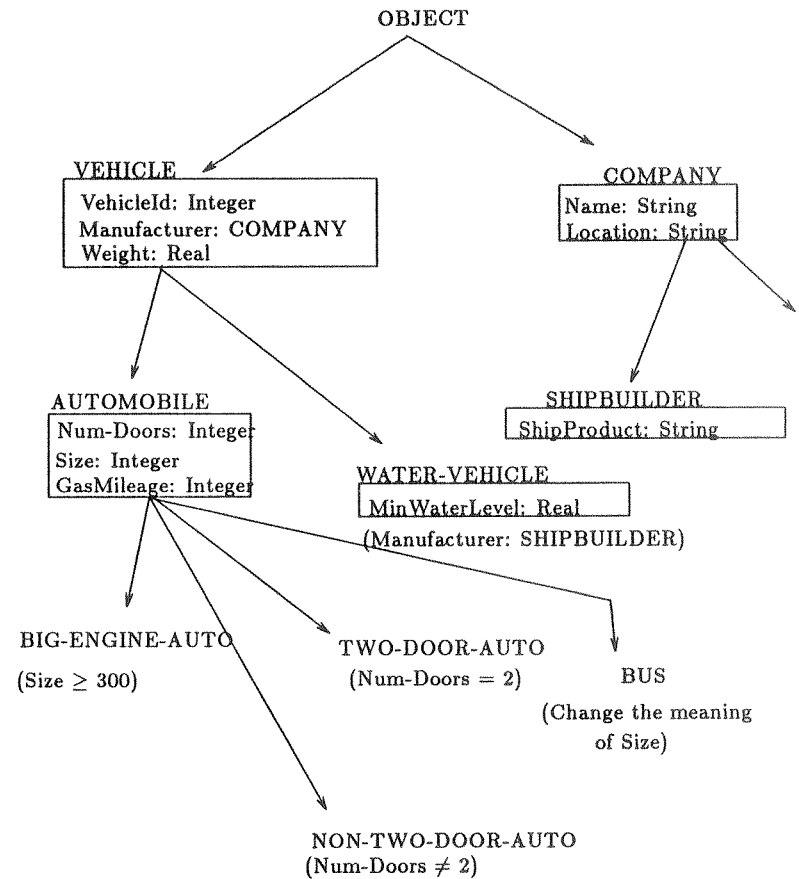 OBJECT
VEHICLE
VehicleId: Integer
Manufacturer: COMPANY
Weight: Real
COMPANY
Name: String
Location: String
AUTOMOBILE
Num-Doors: Integer
Size: Integer
GasMileage: Integer
SHIPBUILDER
ShipProduct: String
WATER-VEHICLE
MinWaterLevel: Real
(Manufacturer: SHIPBUILDER)
BIG-ENGINE-AUTO
(Size ≥ 300)
TWO-DOOR-AUTO
(Num-Doors = 2)
BUS
(Change the meaning
of Size)
NON-TWO-DOOR-AUTO
(Num-Doors ≠ 2)